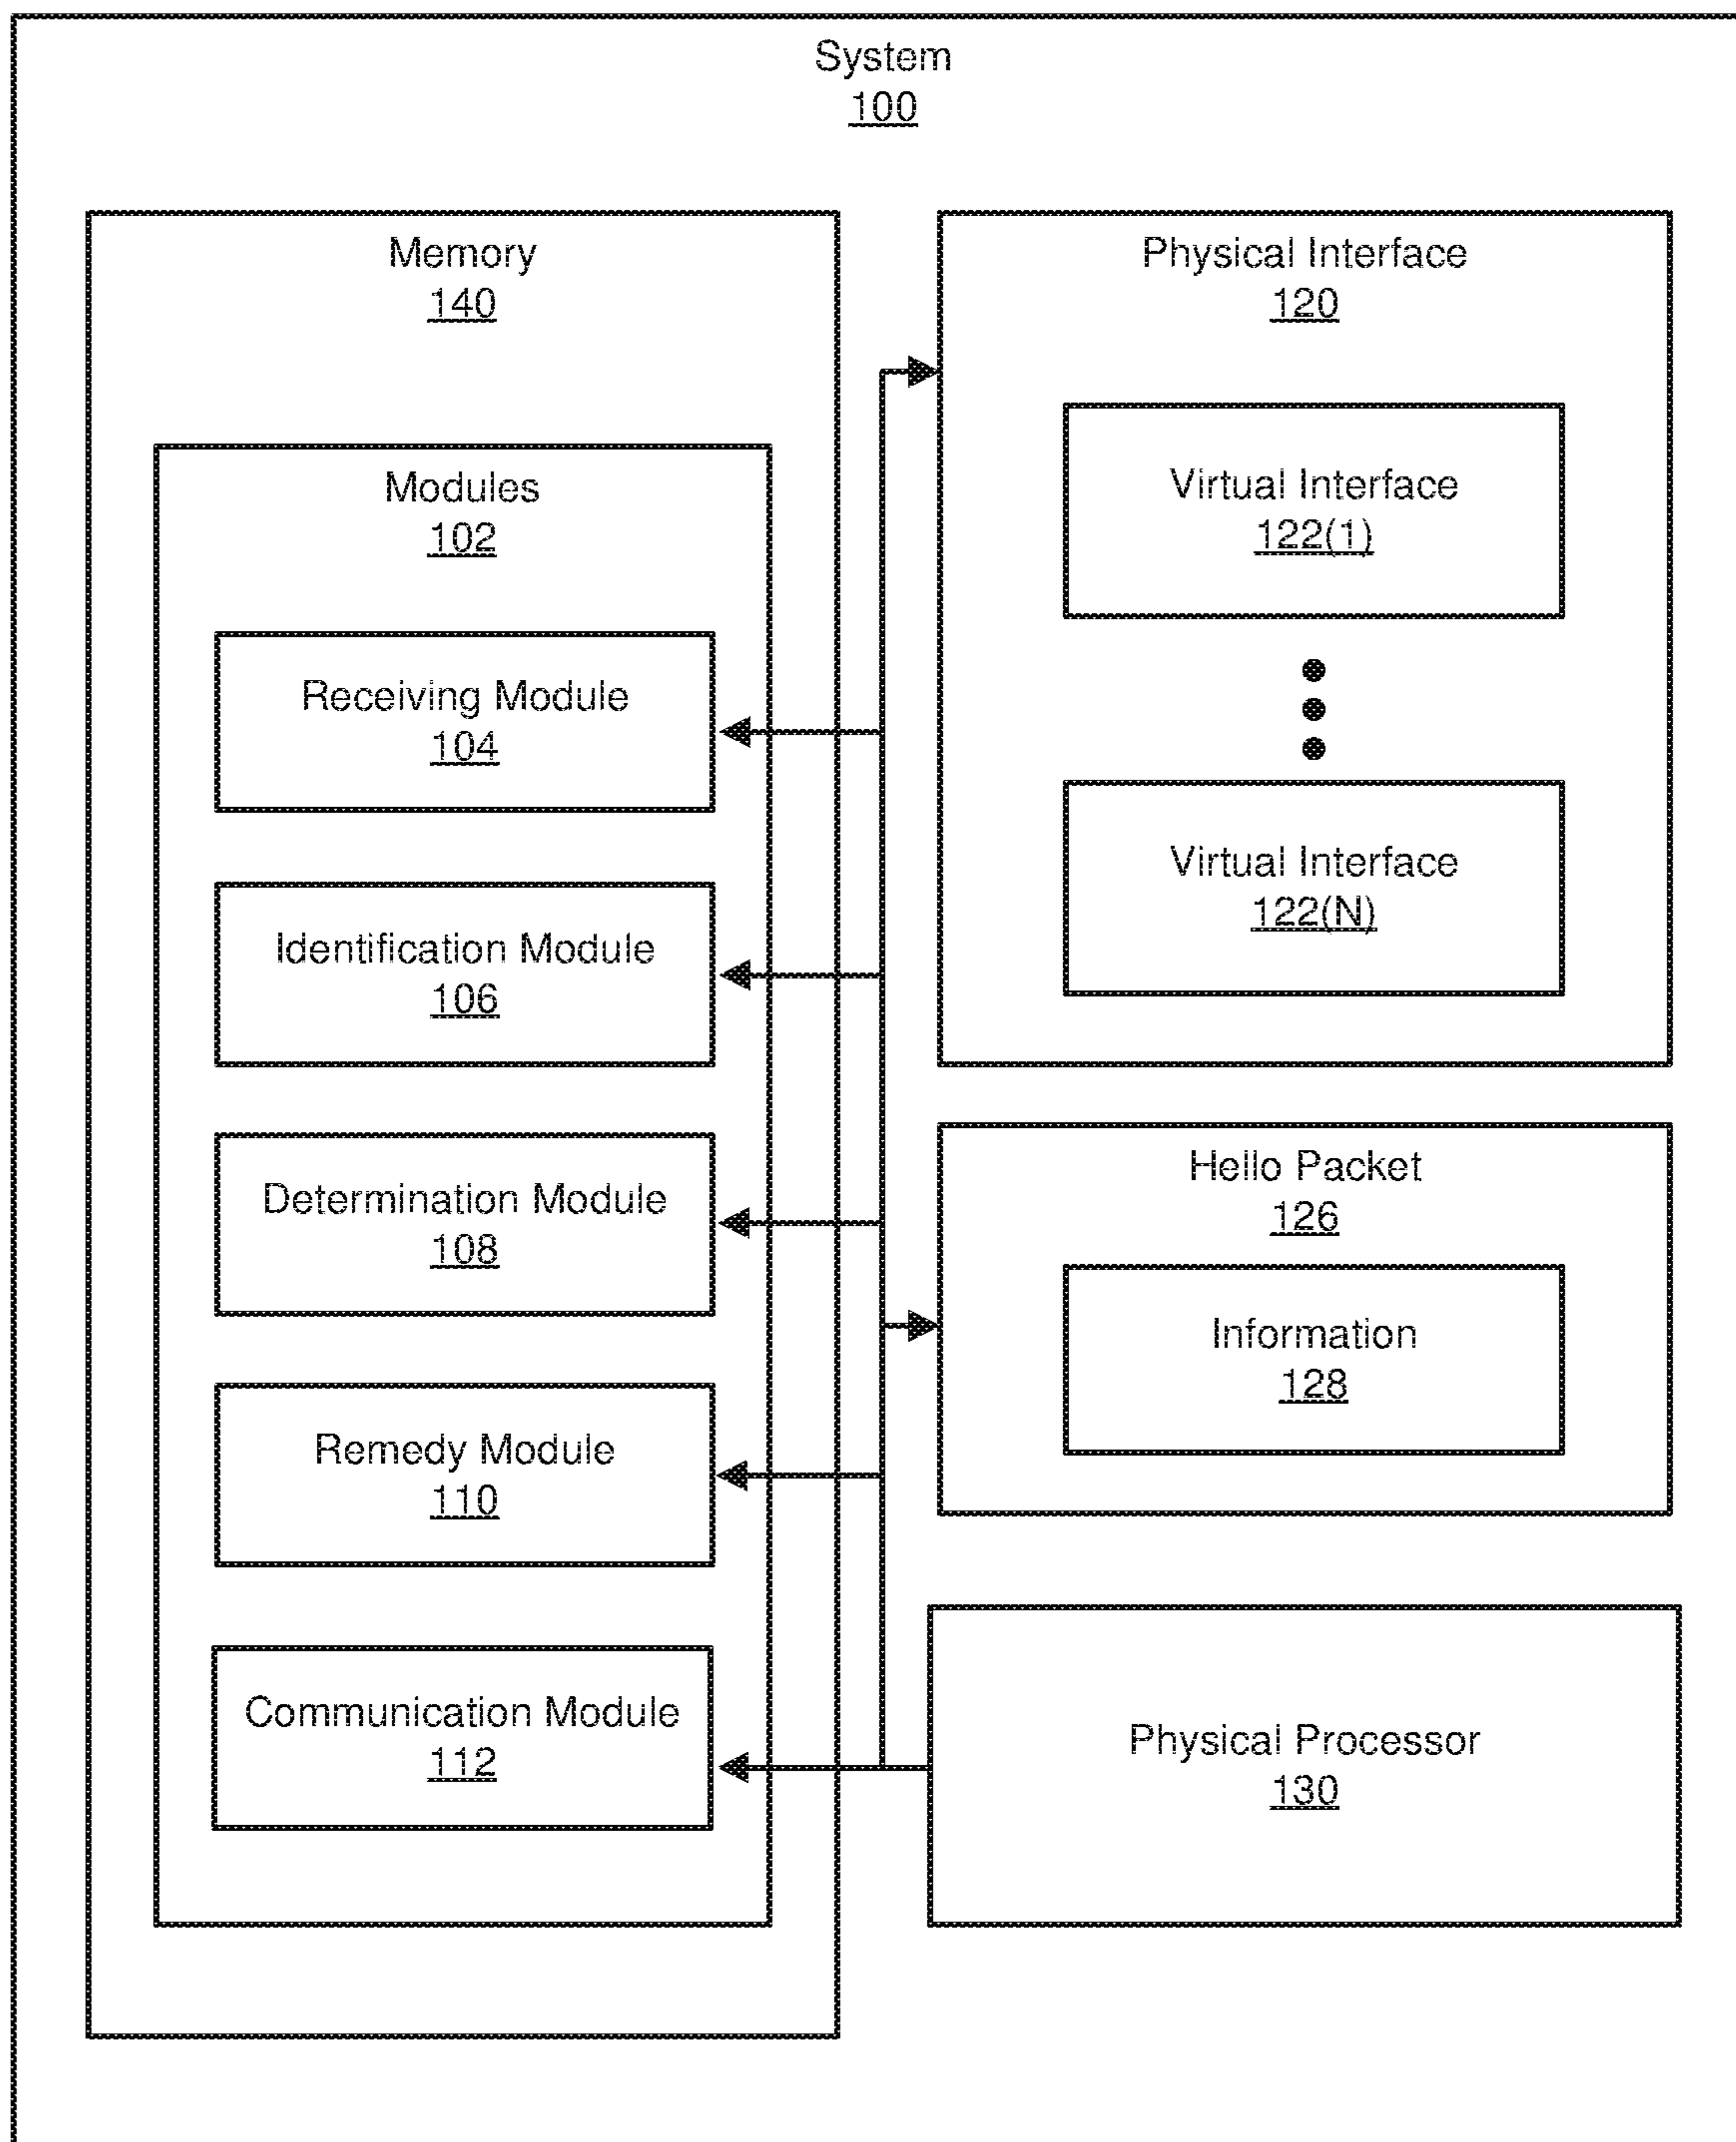 System
100
Memory
140
Modules
102
Receiving Module
104
Identification Module
106
Determination Module
108
Remedy Module
110
Communication Module
112
Physical Interface
120
Virtual Interface
122(1)
Virtual Interface
122(N)
Hello Packet
126
Information
128
Physical Processor
130